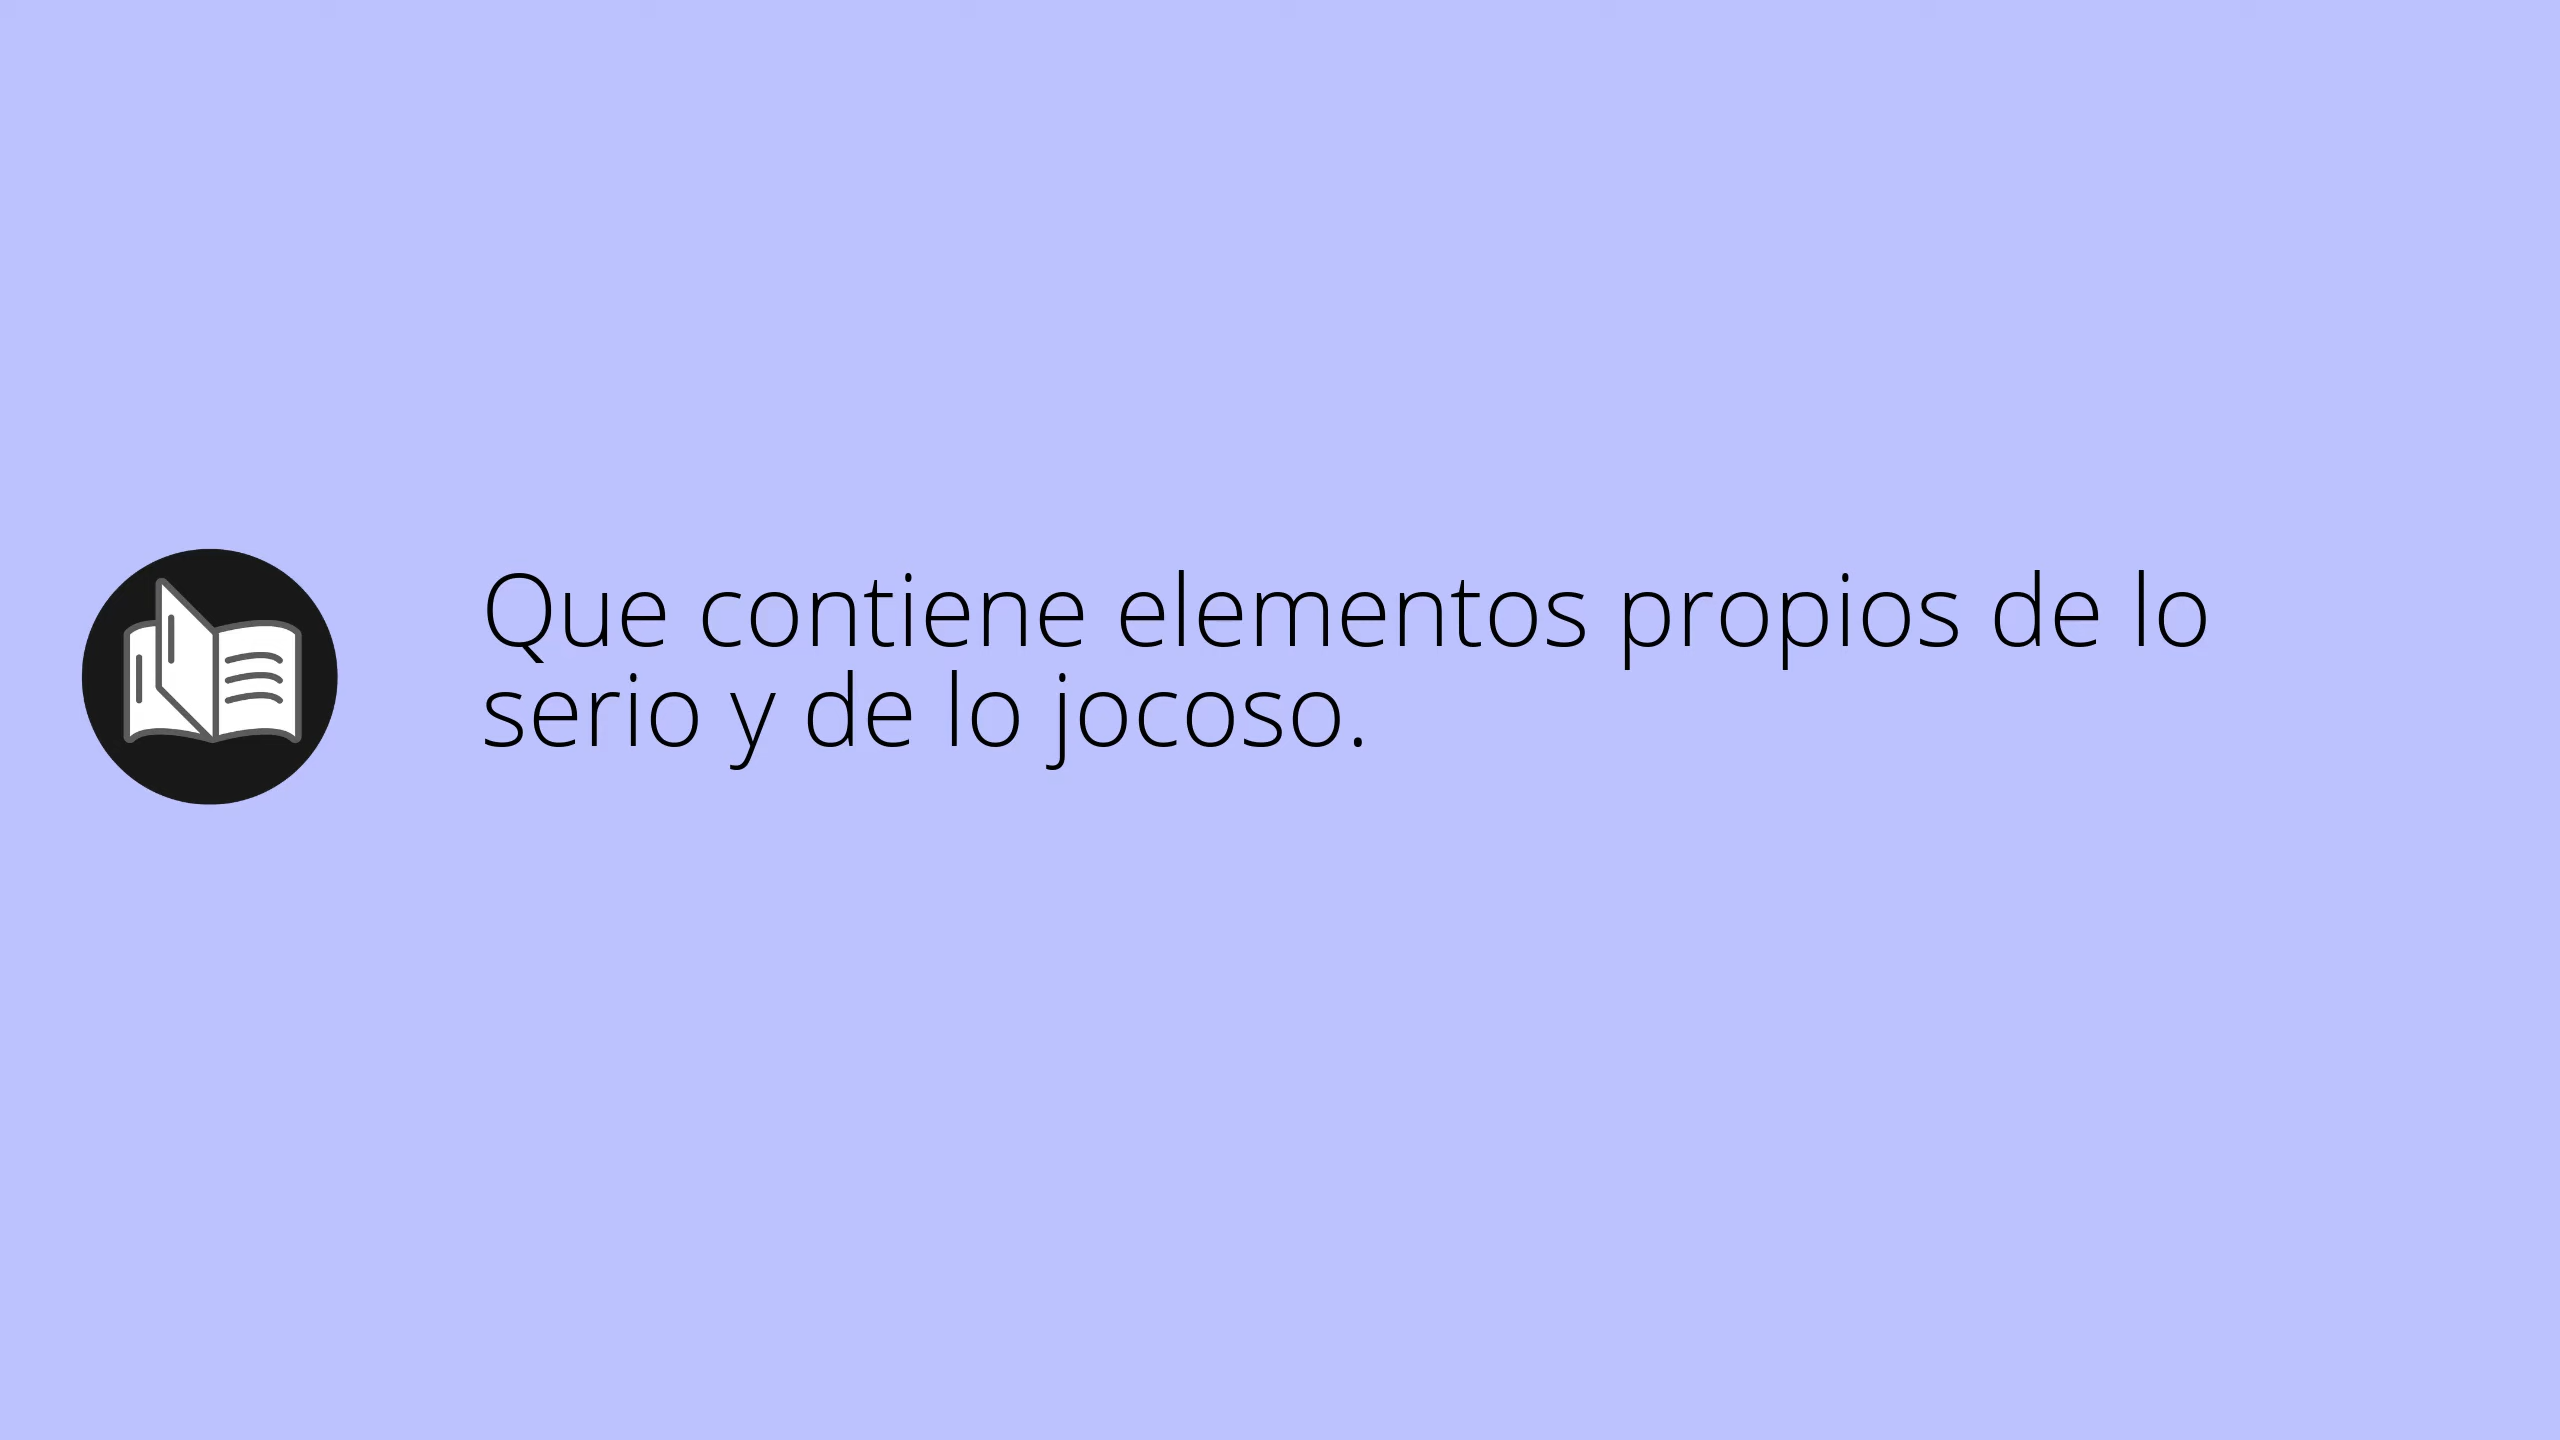 Que contiene elementos propios de lo
serio y de lo jocoso.